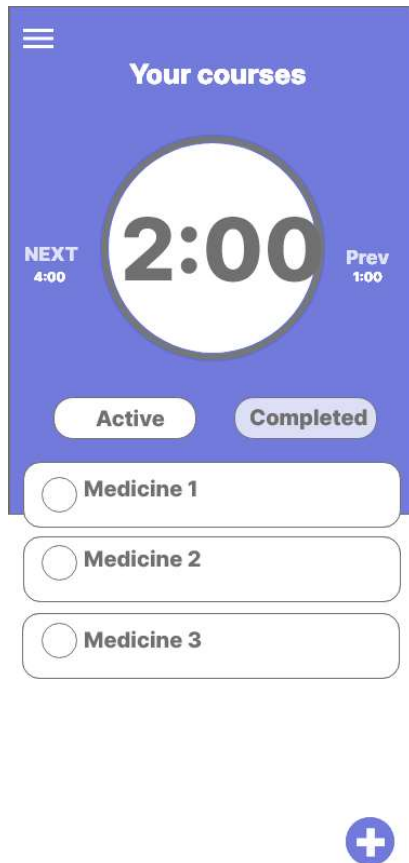 Your courses
2:00
NEXT
4:00
Prev
1:00
Active
Completed
Medicine 1
Medicine 2
Medicine 3